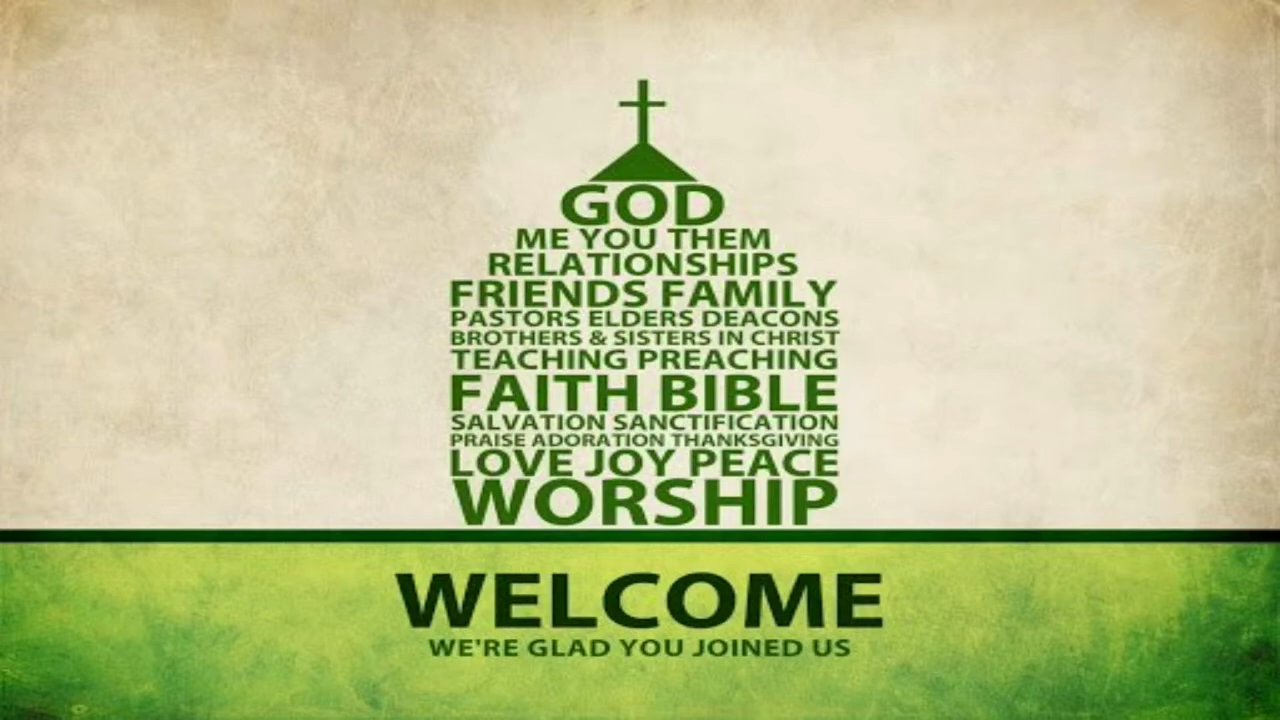 GOD
ME YOU THEM
RELATIONSHIPS
FRIENDS FAMILY
PASTORS ELDERS DEACONS
BROTHERS & SISTERS IN CHRIST
TEACHING PREACHING
FAITH BIBLE
SALVATION SANCTIFICATION
PRAISE ADORATION THANKSGIVING
LOVE JOY PEACE
WORSHIP
WELCOME
WE'RE GLAD YOU JOINED US